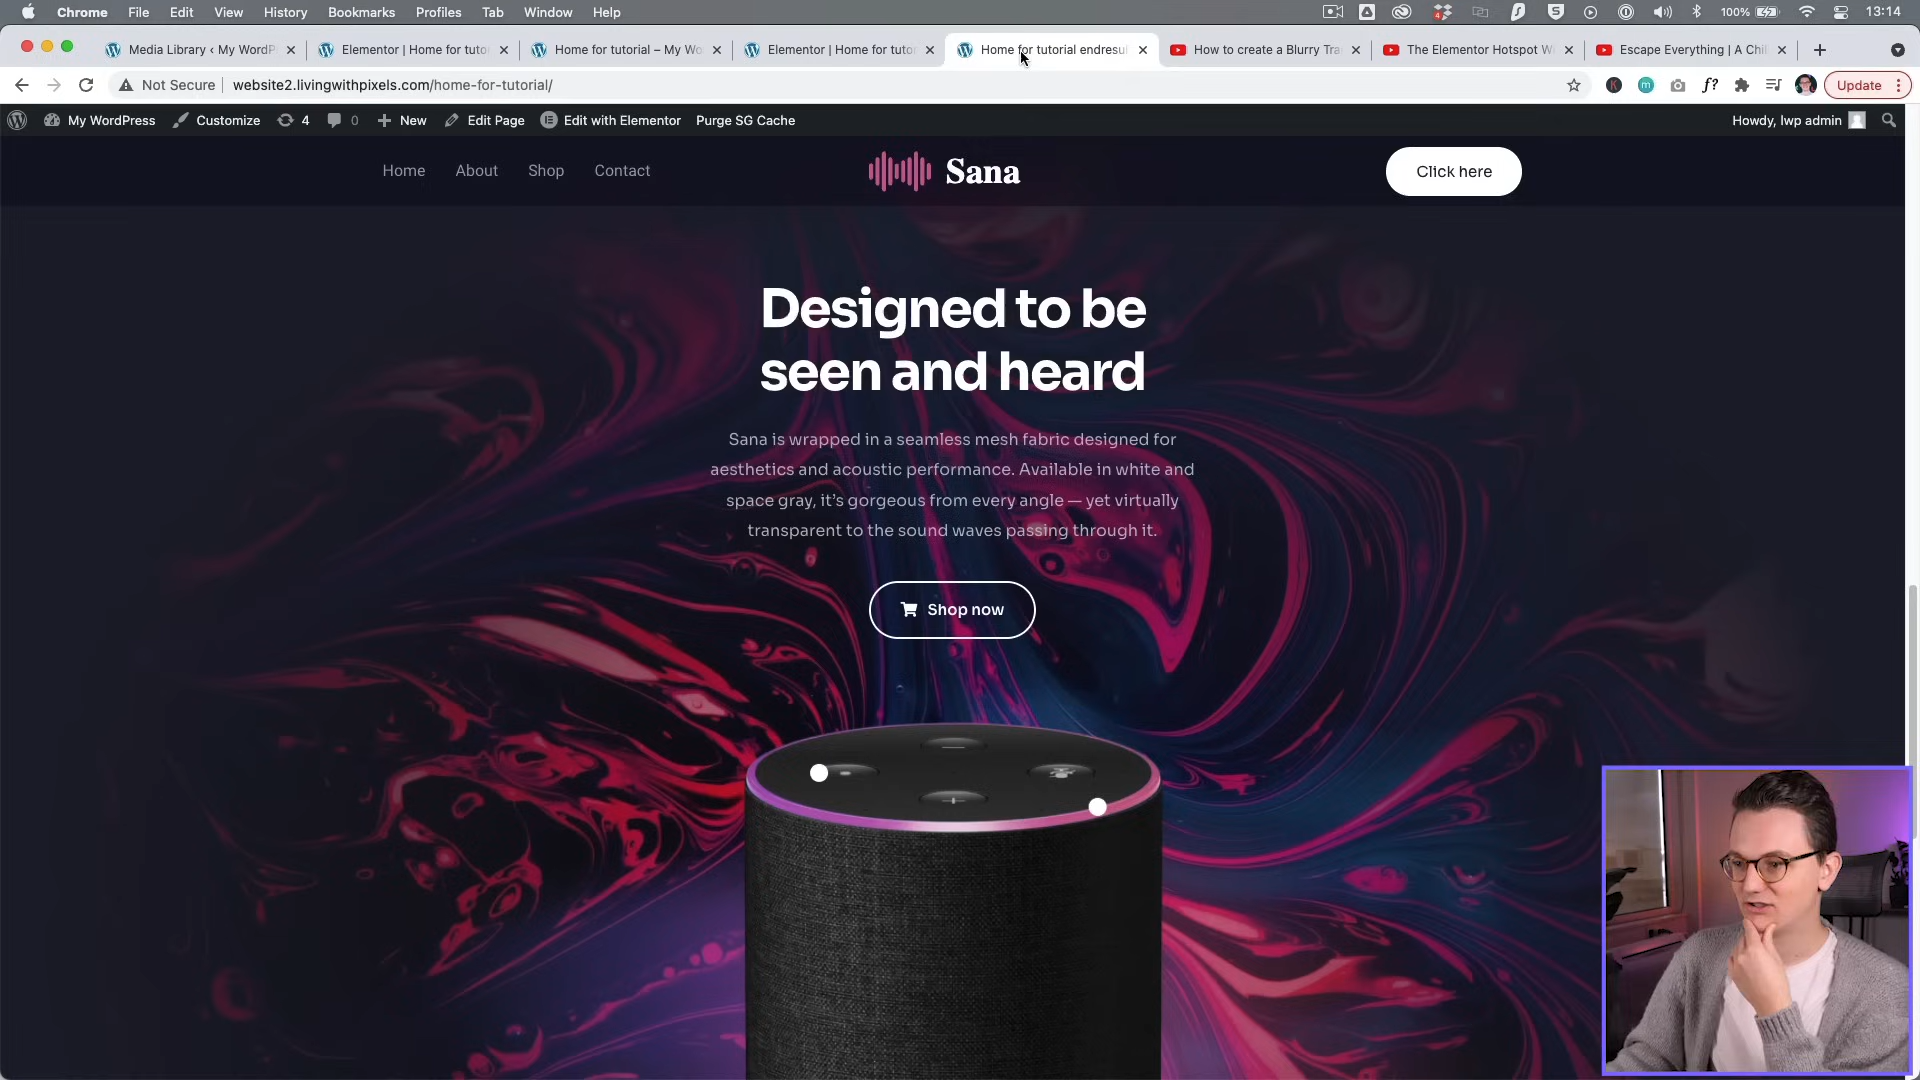 Chrome File Edit View History Bookmarks Profiles Tab Window Help 4 100% 13:14
Media Library ‹ My WordP
Elementor | Home for tuto
Home for tutorial – My Wo
Elementor | Home for tuto
Home for tutorial endresul
How to create a Blurry Tra
The Elementor Hotspot W
Escape Everything | A Chil
Not Secure website2.livingwithpixels.com/home-for-tutorial/ Update
My WordPress Customize 4 0 New Edit Page Edit with Elementor Purge SG Cache Howdy, lwp admin
Home About Shop Contact Sana Click here
Designed to be
seen and heard
Sana is wrapped in a seamless mesh fabric designed for
aesthetics and acoustic performance. Available in white and
space gray, it's gorgeous from every angle — yet virtually
transparent to the sound waves passing through it.
Shop now